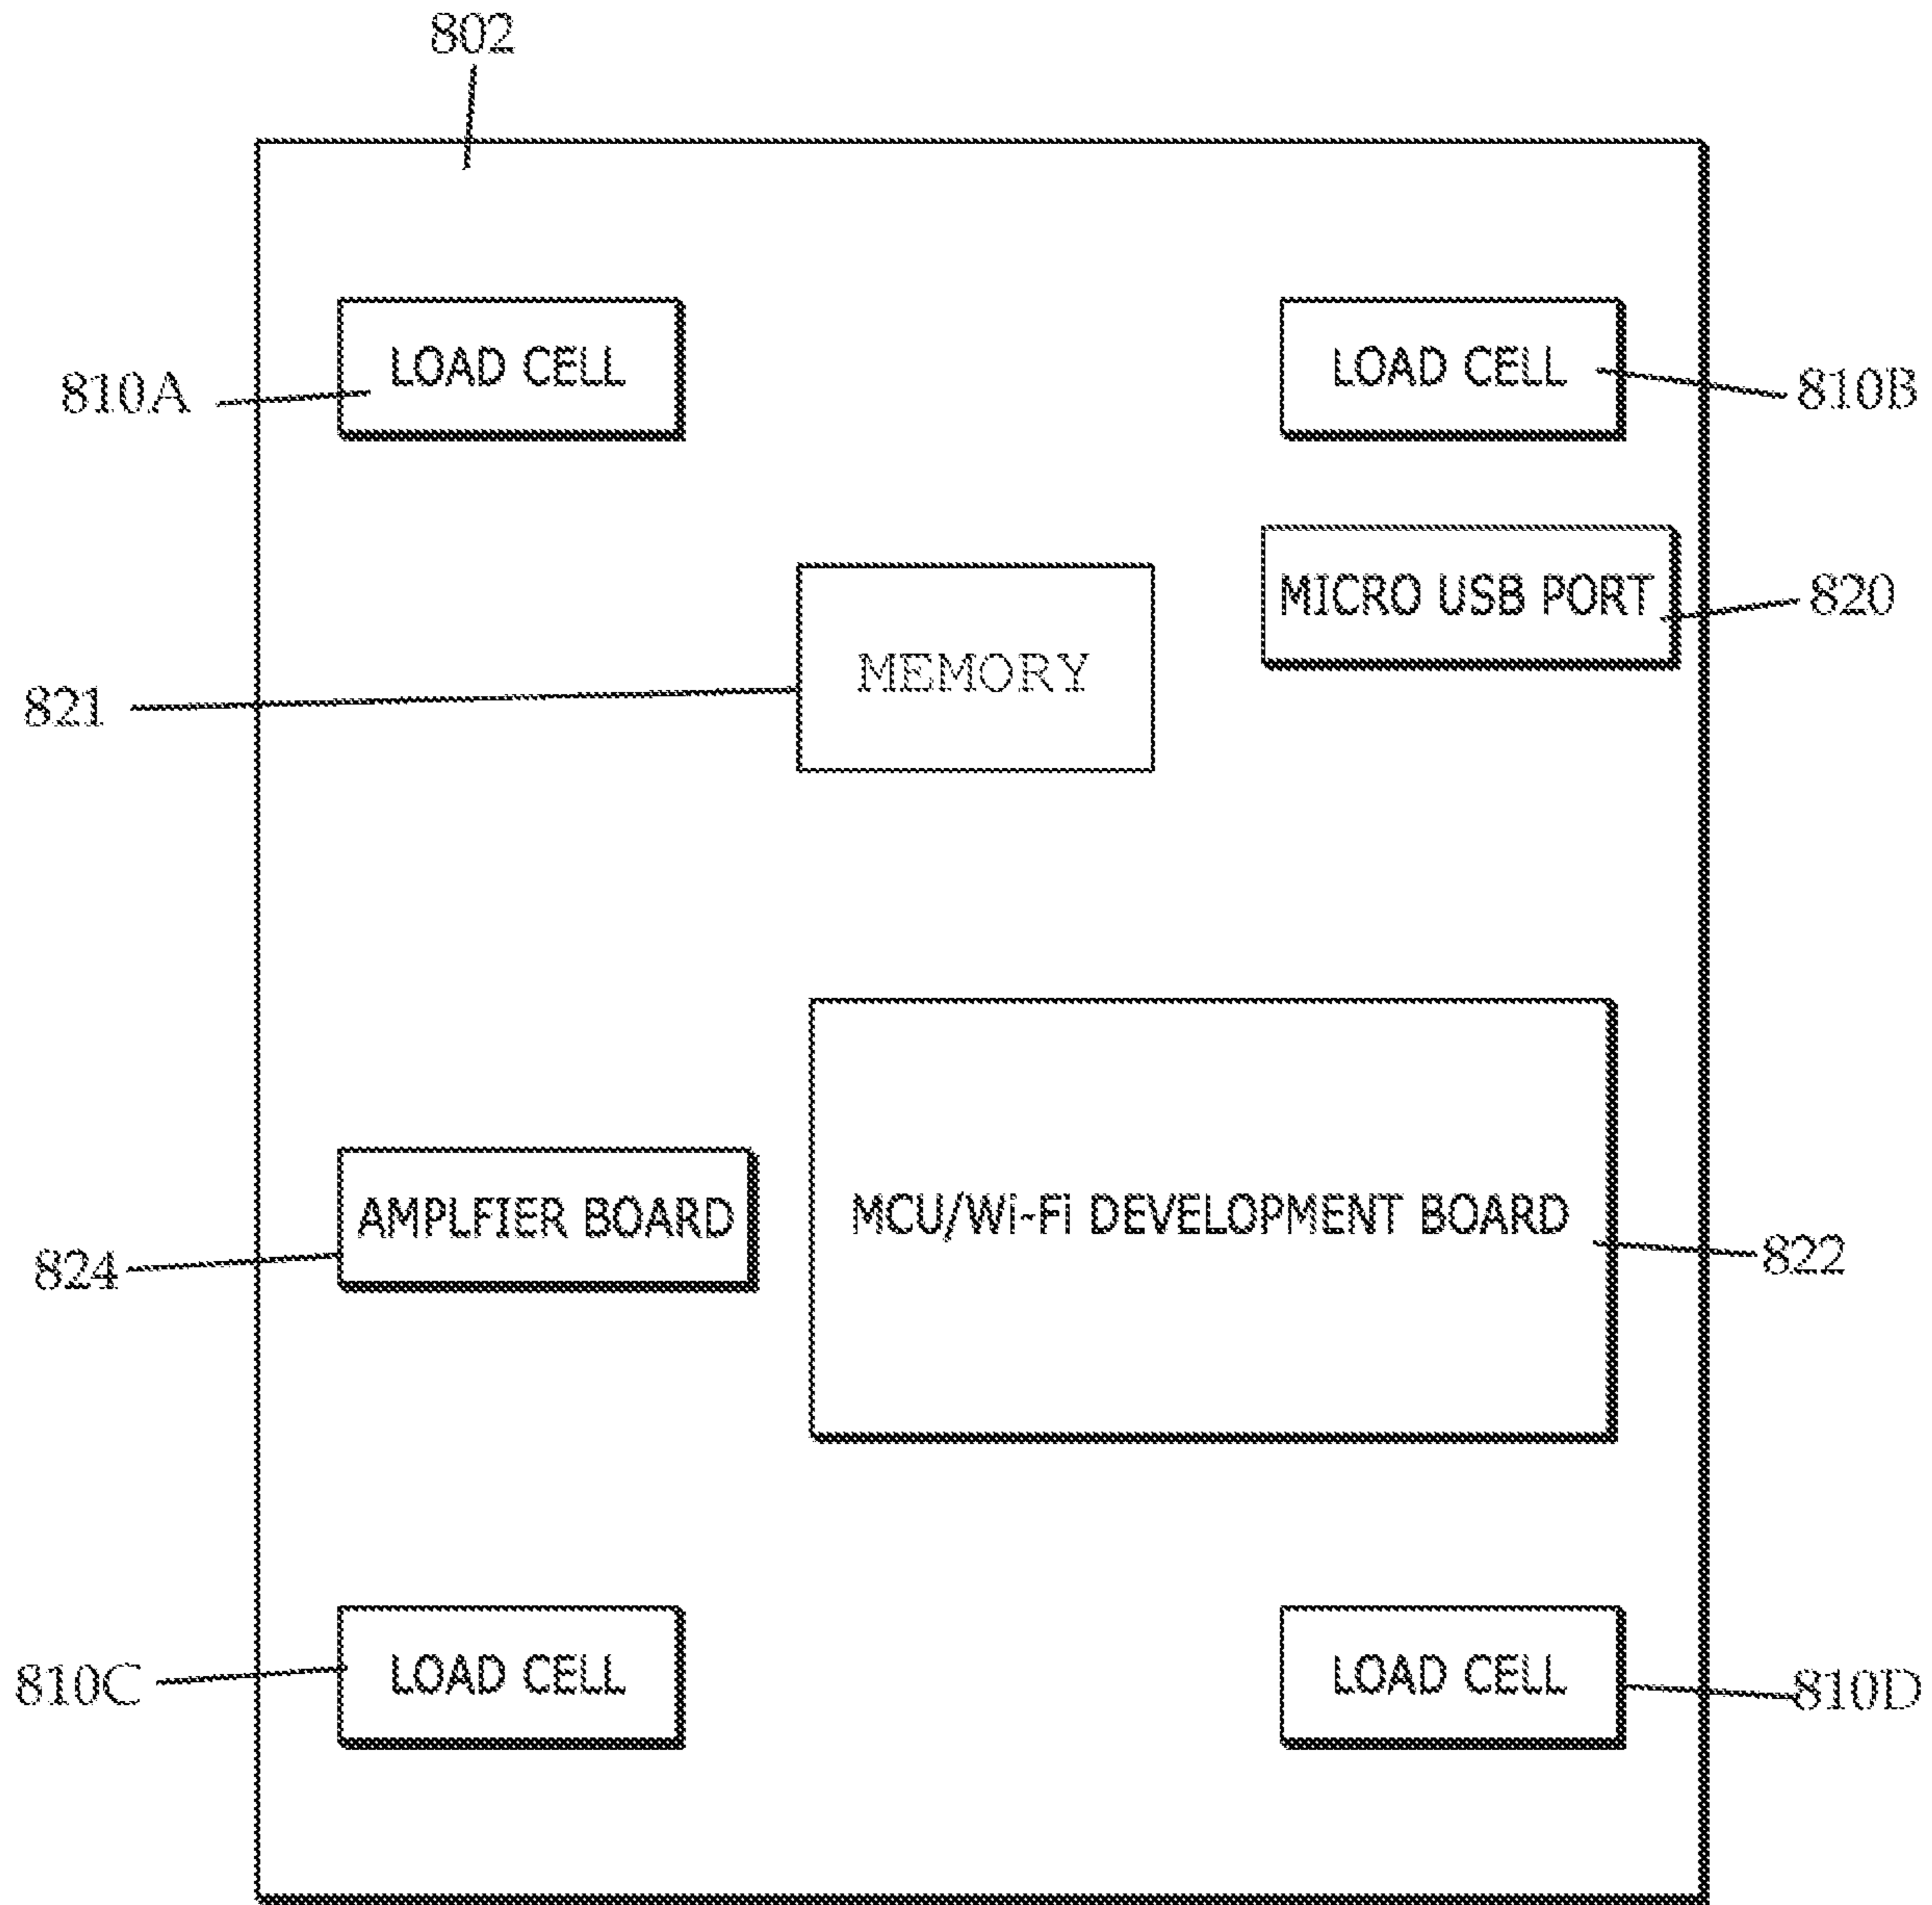 802
LOAD CELL
LOAD CELL
810A
810B
MICRO USB PORT
820
MEMORY
821
AMPLFIER BOARD
MCU/Wi-Fi DEVELOPMENT BOARD
824
822
LOAD CELL
LOAD CELL
810C
810D